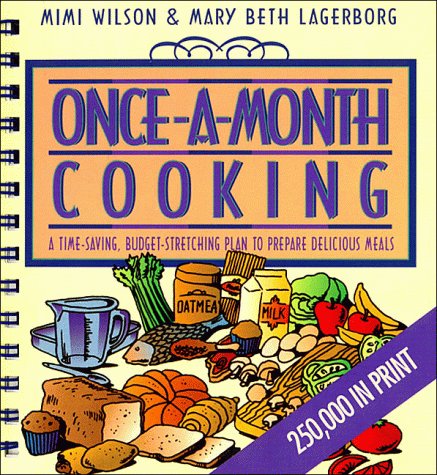 MIMI WILSON & MARY BETH LAGERBORG
ONCE-A-MONTH
COOKING
A TIME-SAVING, BUDGET-STRETCHING PLAN TO PREPARE DELICIOUS MEALS
OATMEA
MILK
250,000 IN PRINT